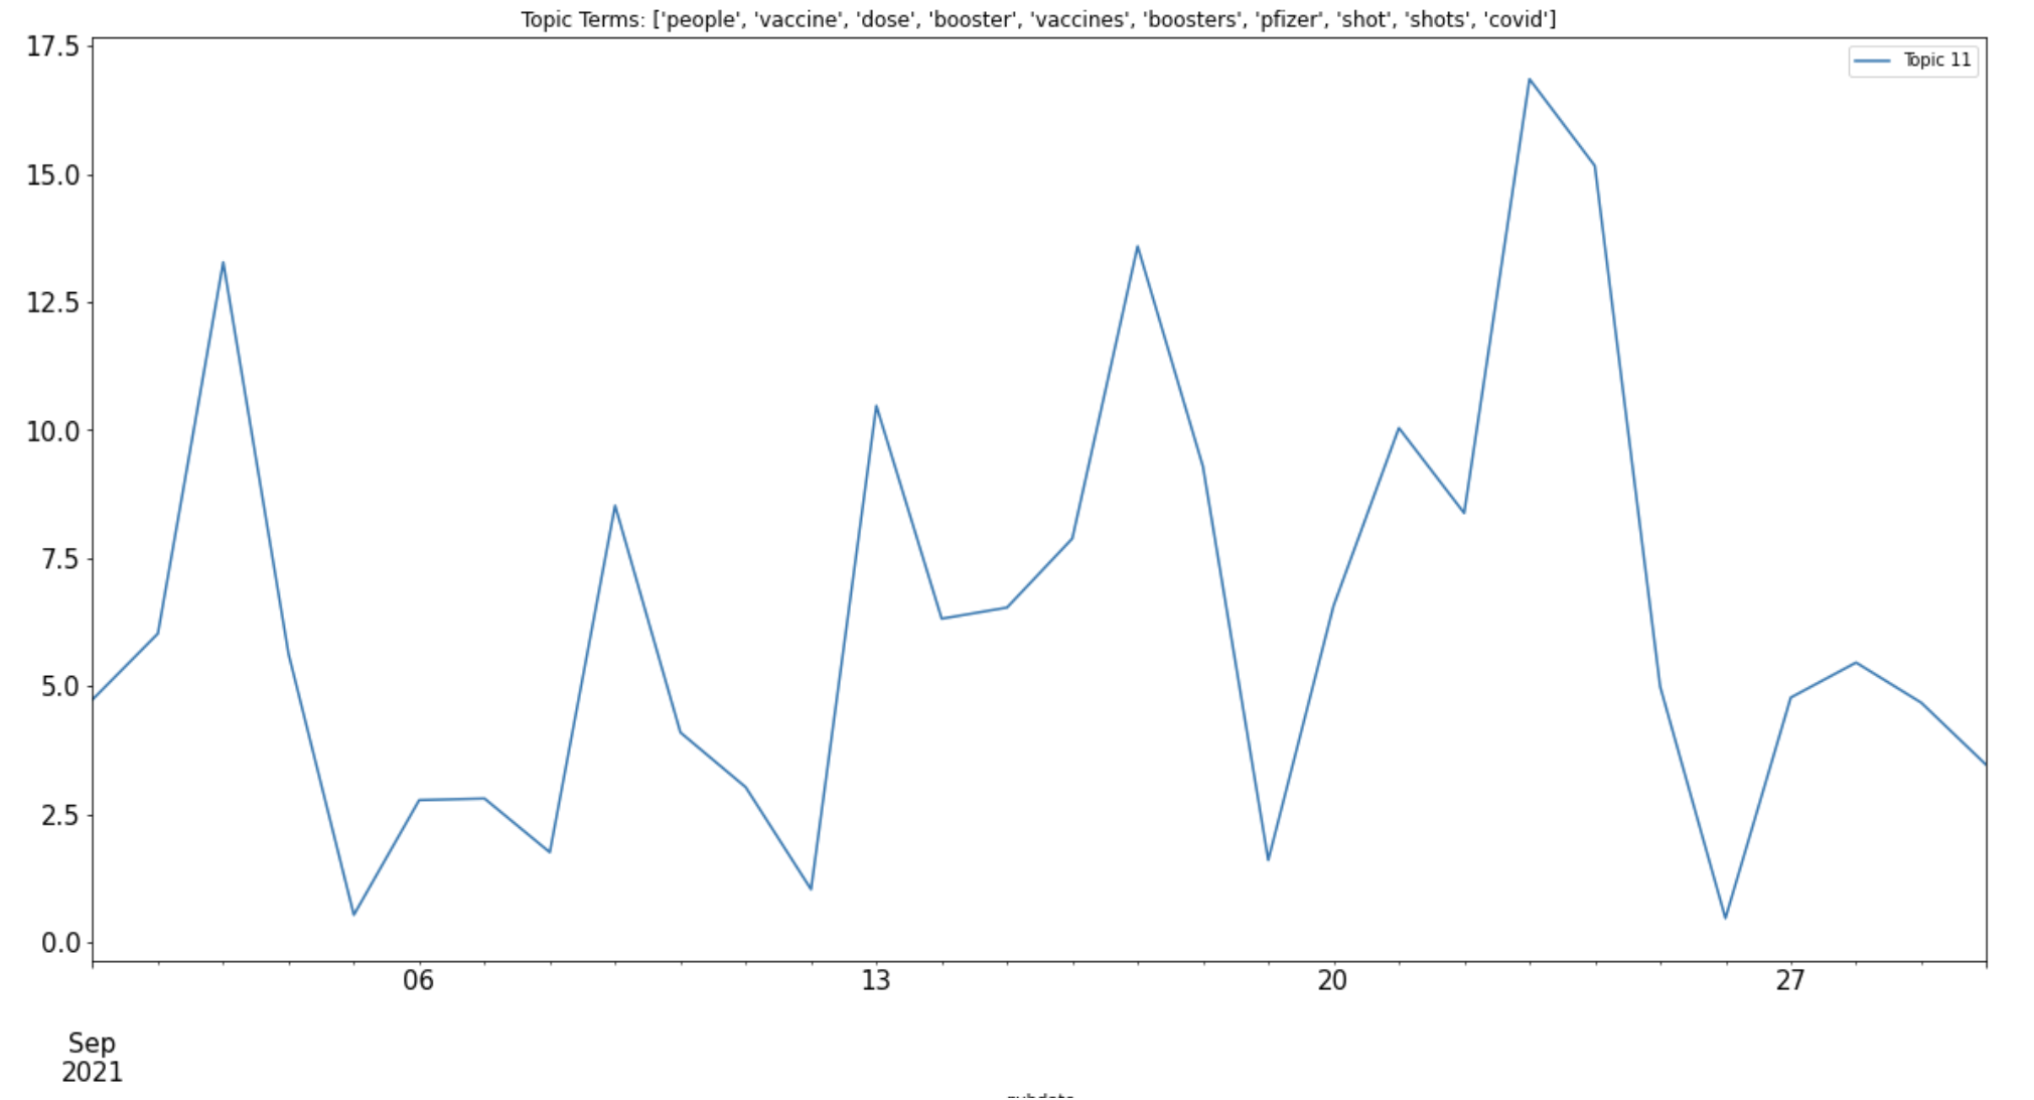 Topic Terms: ['people', 'vaccine', 'dose', 'booster', 'vaccines', 'boosters', 'pfizer', 'shot', 'shots', 'covid']
17.5
Topic 11
15.0
12.5
10.0
7.5
5.0
2.5
0.0
06 13 20 27
Sep
2021